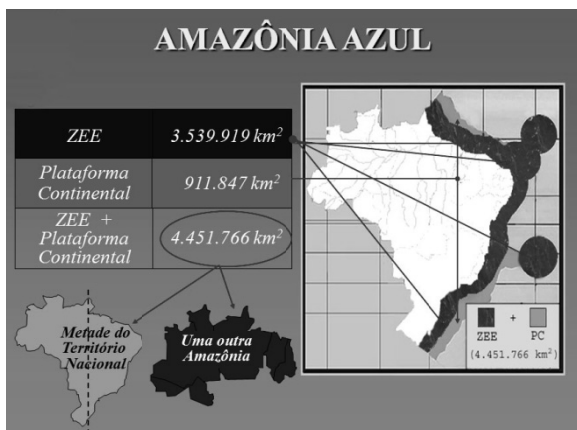 AMAZÔNIA AZUL
ZEE
3.539.919 km²
Plataforma
Continental
911.847 km²
ZEE +
Plataforma
Continental
4.451.766 km²
Metade do
Território
Nacional
Uma outra
Amazônia
+
ZEE PC
(4.451.766 km²)